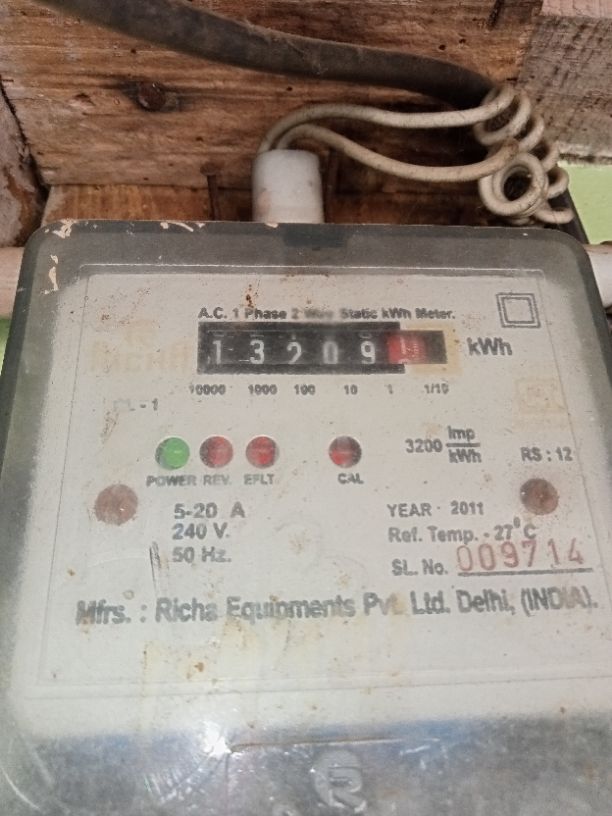 A.C. 1 Phase 2 Wire Static kWh Meter.
1 3 2 0 9 kWh
10000 1000 100 10 1 1/10
CL - 1
3200 Imp/kWh RS : 12
POWER REV. EFLT CAL
5-20 A
240 V.
50 Hz.
YEAR - 2011
Ref. Temp. - 27°C
SL. No. 009714
Mfrs. : Richa Equipments Pvt. Ltd. Delhi, (INDIA).
R